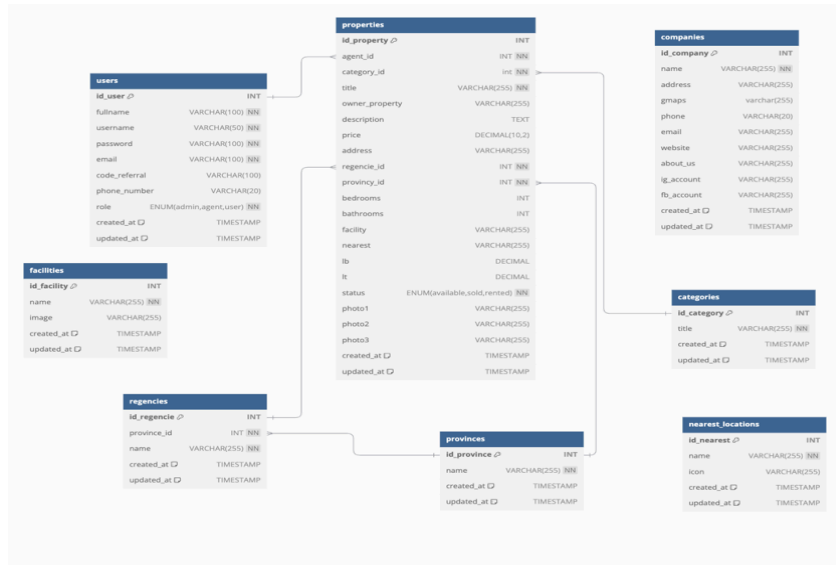 users
id_user INT
fullname VARCHAR(100) NN
username VARCHAR(50) NN
password VARCHAR(100) NN
email VARCHAR(100) NN
code_referral VARCHAR(100)
phone_number VARCHAR(20)
role ENUM(admin,agent,user) NN
created_at TIMESTAMP
updated_at TIMESTAMP
facilities
id_facility INT
name VARCHAR(255) NN
image VARCHAR(255)
created_at TIMESTAMP
updated_at TIMESTAMP
regencies
id_regencie INT
province_id INT NN
name VARCHAR(255) NN
created_at TIMESTAMP
updated_at TIMESTAMP
properties
id_property INT
agent_id INT NN
category_id int NN
title VARCHAR(255) NN
owner_property VARCHAR(255)
description TEXT
price DECIMAL(10,2)
address VARCHAR(255)
regencie_id INT NN
provincy_id INT NN
bedrooms INT
bathrooms INT
facility VARCHAR(255)
nearest VARCHAR(255)
lb DECIMAL
lt DECIMAL
status ENUM(available,sold,rented) NN
photo1 VARCHAR(255)
photo2 VARCHAR(255)
photo3 VARCHAR(255)
created_at TIMESTAMP
updated_at TIMESTAMP
provinces
id_province INT
name VARCHAR(255) NN
created_at TIMESTAMP
updated_at TIMESTAMP
companies
id_company INT
name VARCHAR(255) NN
address VARCHAR(255)
gmaps varchar(255)
phone VARCHAR(20)
email VARCHAR(255)
website VARCHAR(255)
about_us VARCHAR(255)
ig_account VARCHAR(255)
fb_account VARCHAR(255)
created_at TIMESTAMP
updated_at TIMESTAMP
categories
id_category INT
title VARCHAR(255) NN
created_at TIMESTAMP
updated_at TIMESTAMP
nearest_locations
id_nearest INT
name VARCHAR(255)
icon VARCHAR(255)
created_at TIMESTAMP
updated_at TIMESTAMP